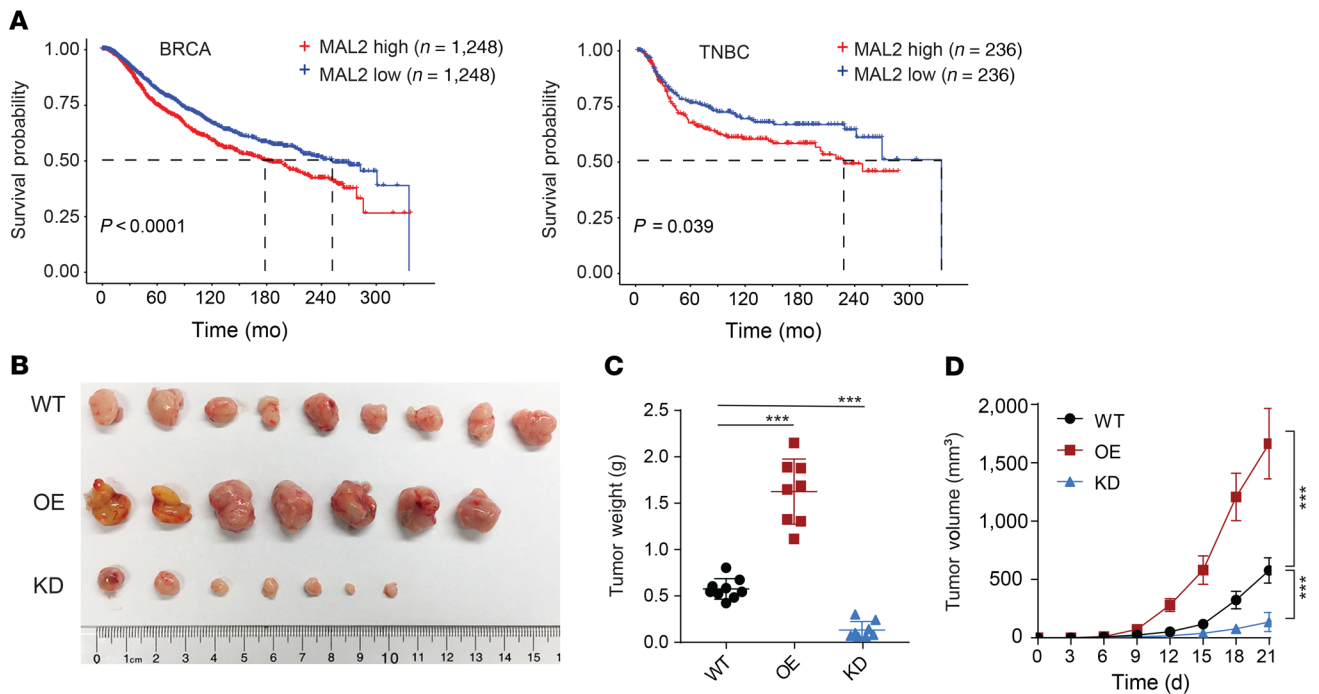 A
BRCA
MAL2 high (n = 1,248)
MAL2 low (n = 1,248)
Survival probability
1.00
0.75
0.50
0.25
0.00
P < 0.0001
0 60 120 180 240 300
Time (mo)
TNBC
MAL2 high (n = 236)
MAL2 low (n = 236)
Survival probability
1.00
0.75
0.50
0.25
0.00
P = 0.039
0 60 120 180 240 300
Time (mo)
B
WT
OE
KD
0 1cm 2 3 4 5 6 7 8 9 10 11 12 13 14 15 1
C
Tumor weight (g)
2.5
2.0
1.5
1.0
0.5
0.0
***
***
WT OE KD
D
Tumor volume (mm³)
2,000
1,500
1,000
500
0
WT
OE
KD
***
***
0 3 6 9 12 15 18 21
Time (d)